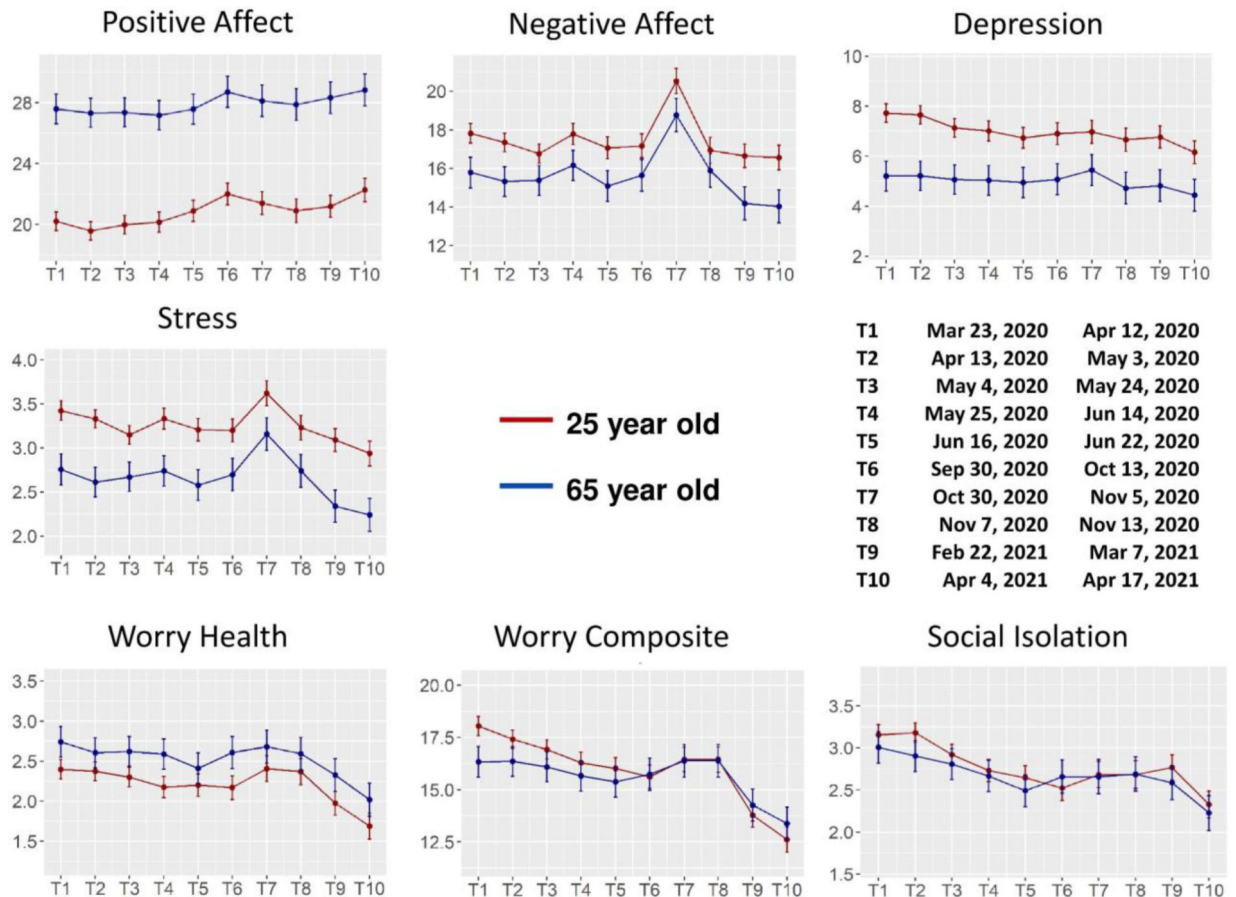 Positive Affect
Negative Affect
Depression
28
24
20
T1 T2 T3 T4 T5 T6 T7 T8 T9 T10
20
18
16
14
12
T1 T2 T3 T4 T5 T6 T7 T8 T9 T10
10
8
6
4
2
T1 T2 T3 T4 T5 T6 T7 T8 T9 T10
Stress
4.0
3.5
3.0
2.5
2.0
T1 T2 T3 T4 T5 T6 T7 T8 T9 T10
25 year old
65 year old
T1 Mar 23, 2020 Apr 12, 2020
T2 Apr 13, 2020 May 3, 2020
T3 May 4, 2020 May 24, 2020
T4 May 25, 2020 Jun 14, 2020
T5 Jun 16, 2020 Jun 22, 2020
T6 Sep 30, 2020 Oct 13, 2020
T7 Oct 30, 2020 Nov 5, 2020
T8 Nov 7, 2020 Nov 13, 2020
T9 Feb 22, 2021 Mar 7, 2021
T10 Apr 4, 2021 Apr 17, 2021
Worry Health
Worry Composite
Social Isolation
3.5
3.0
2.5
2.0
1.5
T1 T2 T3 T4 T5 T6 T7 T8 T9 T10
20.0
17.5
15.0
12.5
T1 T2 T3 T4 T5 T6 T7 T8 T9 T10
3.5
3.0
2.5
2.0
1.5
T1 T2 T3 T4 T5 T6 T7 T8 T9 T10